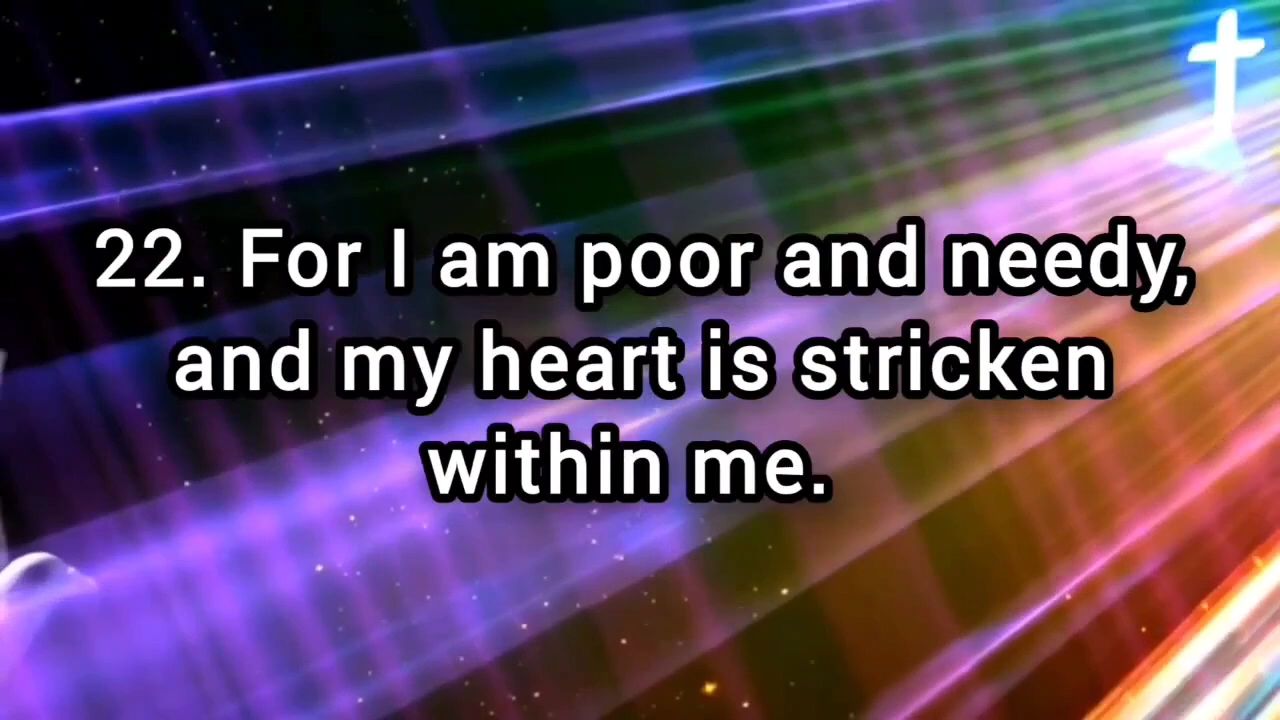 22. For I am poor and needy,
and my heart is stricken
within me.